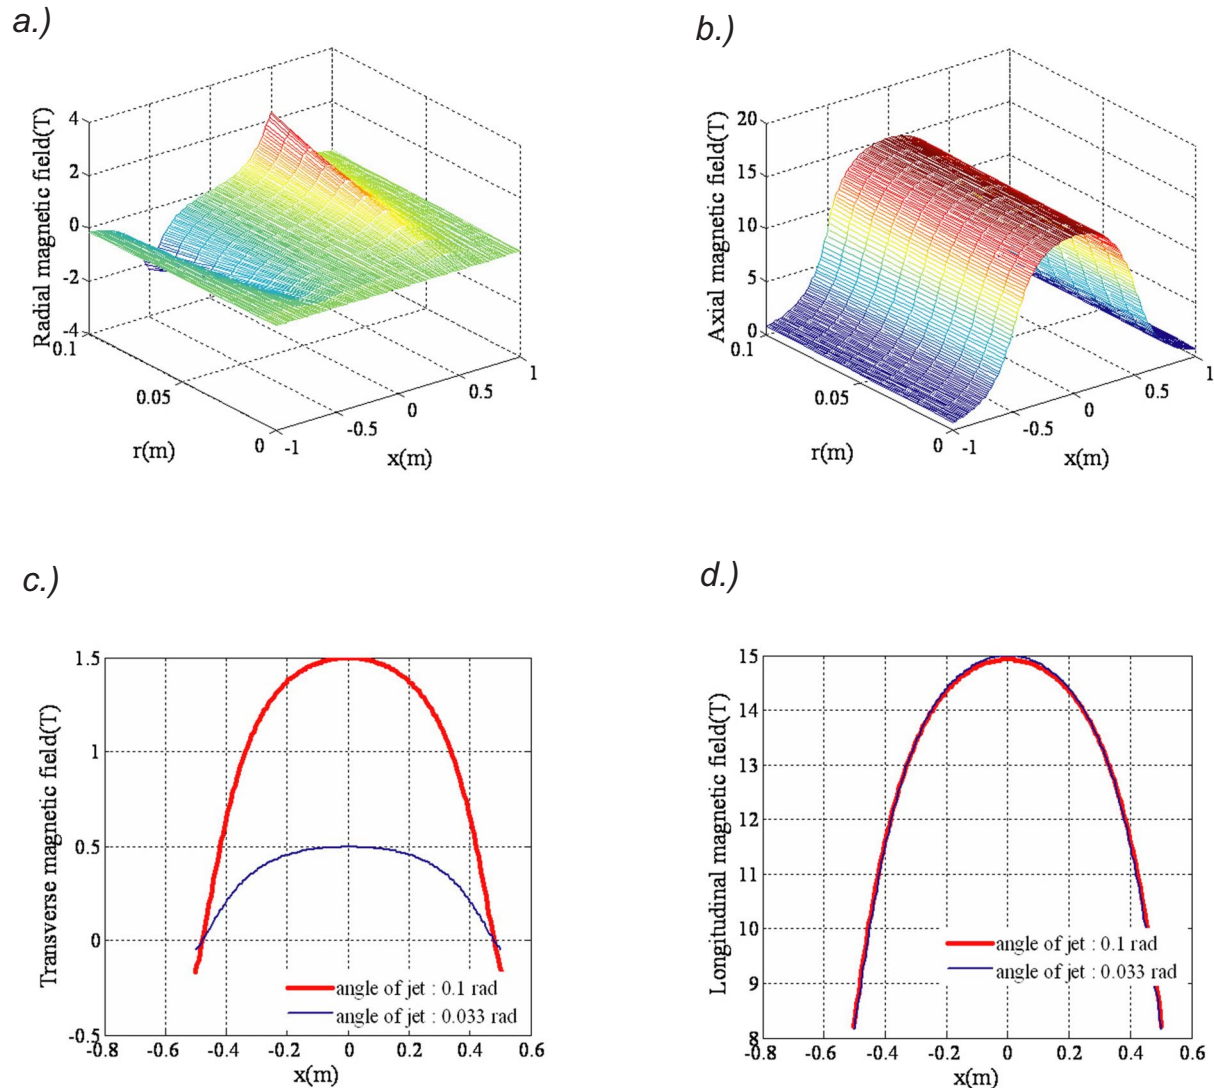 a.)
Radial magnetic field(T)
4
2
0
-2
-4
0.1
0.05
0
r(m)
-1
-0.5
0
0.5
1
x(m)
b.)
Axial magnetic field(T)
20
15
10
5
0
0.1
0.05
0
r(m)
-1
-0.5
0
0.5
1
x(m)
c.)
Transverse magnetic field(T)
1.5
1
0.5
0
-0.5
angle of jet : 0.1 rad
angle of jet : 0.033 rad
-0.8 -0.6 -0.4 -0.2 0 0.2 0.4 0.6
x(m)
d.)
Longitudinal magnetic field(T)
15
14
13
12
11
10
9
8
angle of jet : 0.1 rad
angle of jet : 0.033 rad
-0.8 -0.6 -0.4 -0.2 0 0.2 0.4 0.6
x(m)